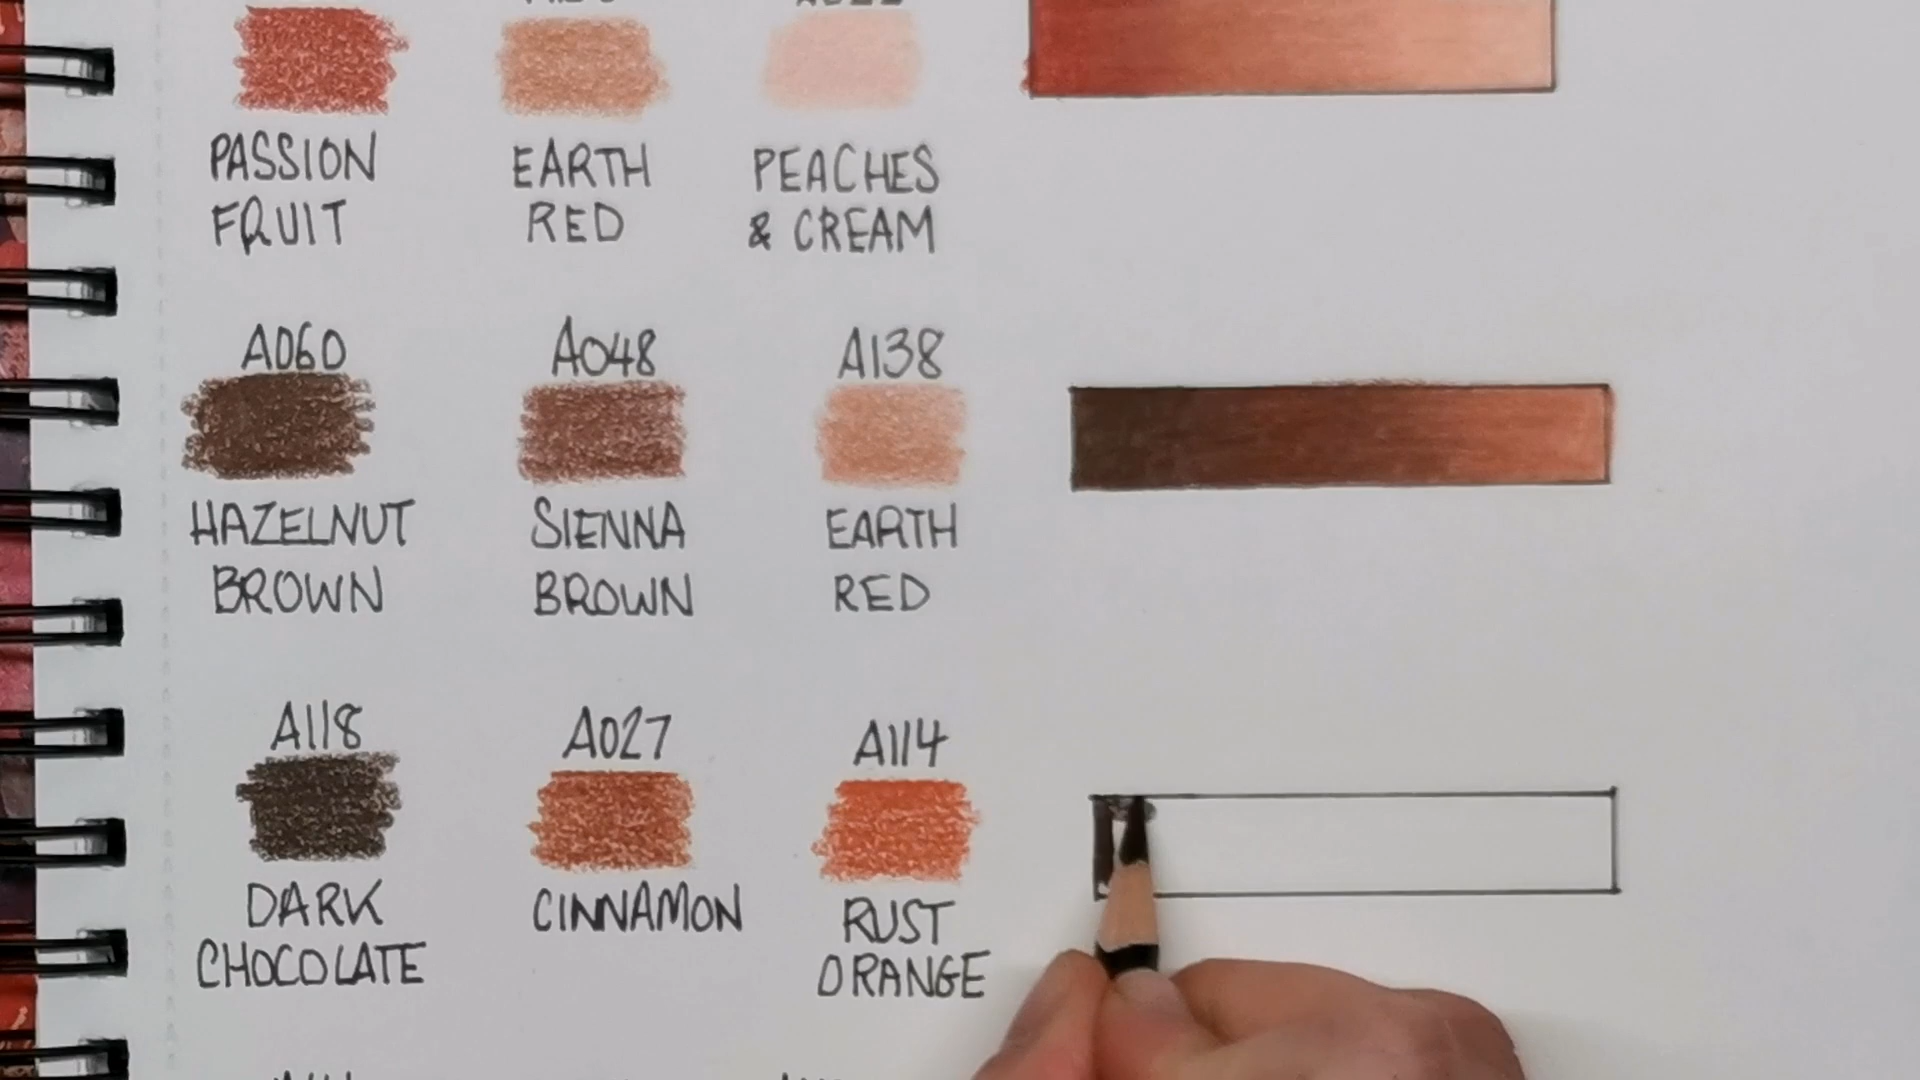 PASSION FRUIT
EARTH RED
PEACHES & CREAM
A060
A048
A138
HAZELNUT BROWN
SIENNA BROWN
EARTH RED
A118
A027
A114
DARK CHOCOLATE
CINNAMON
RUST ORANGE